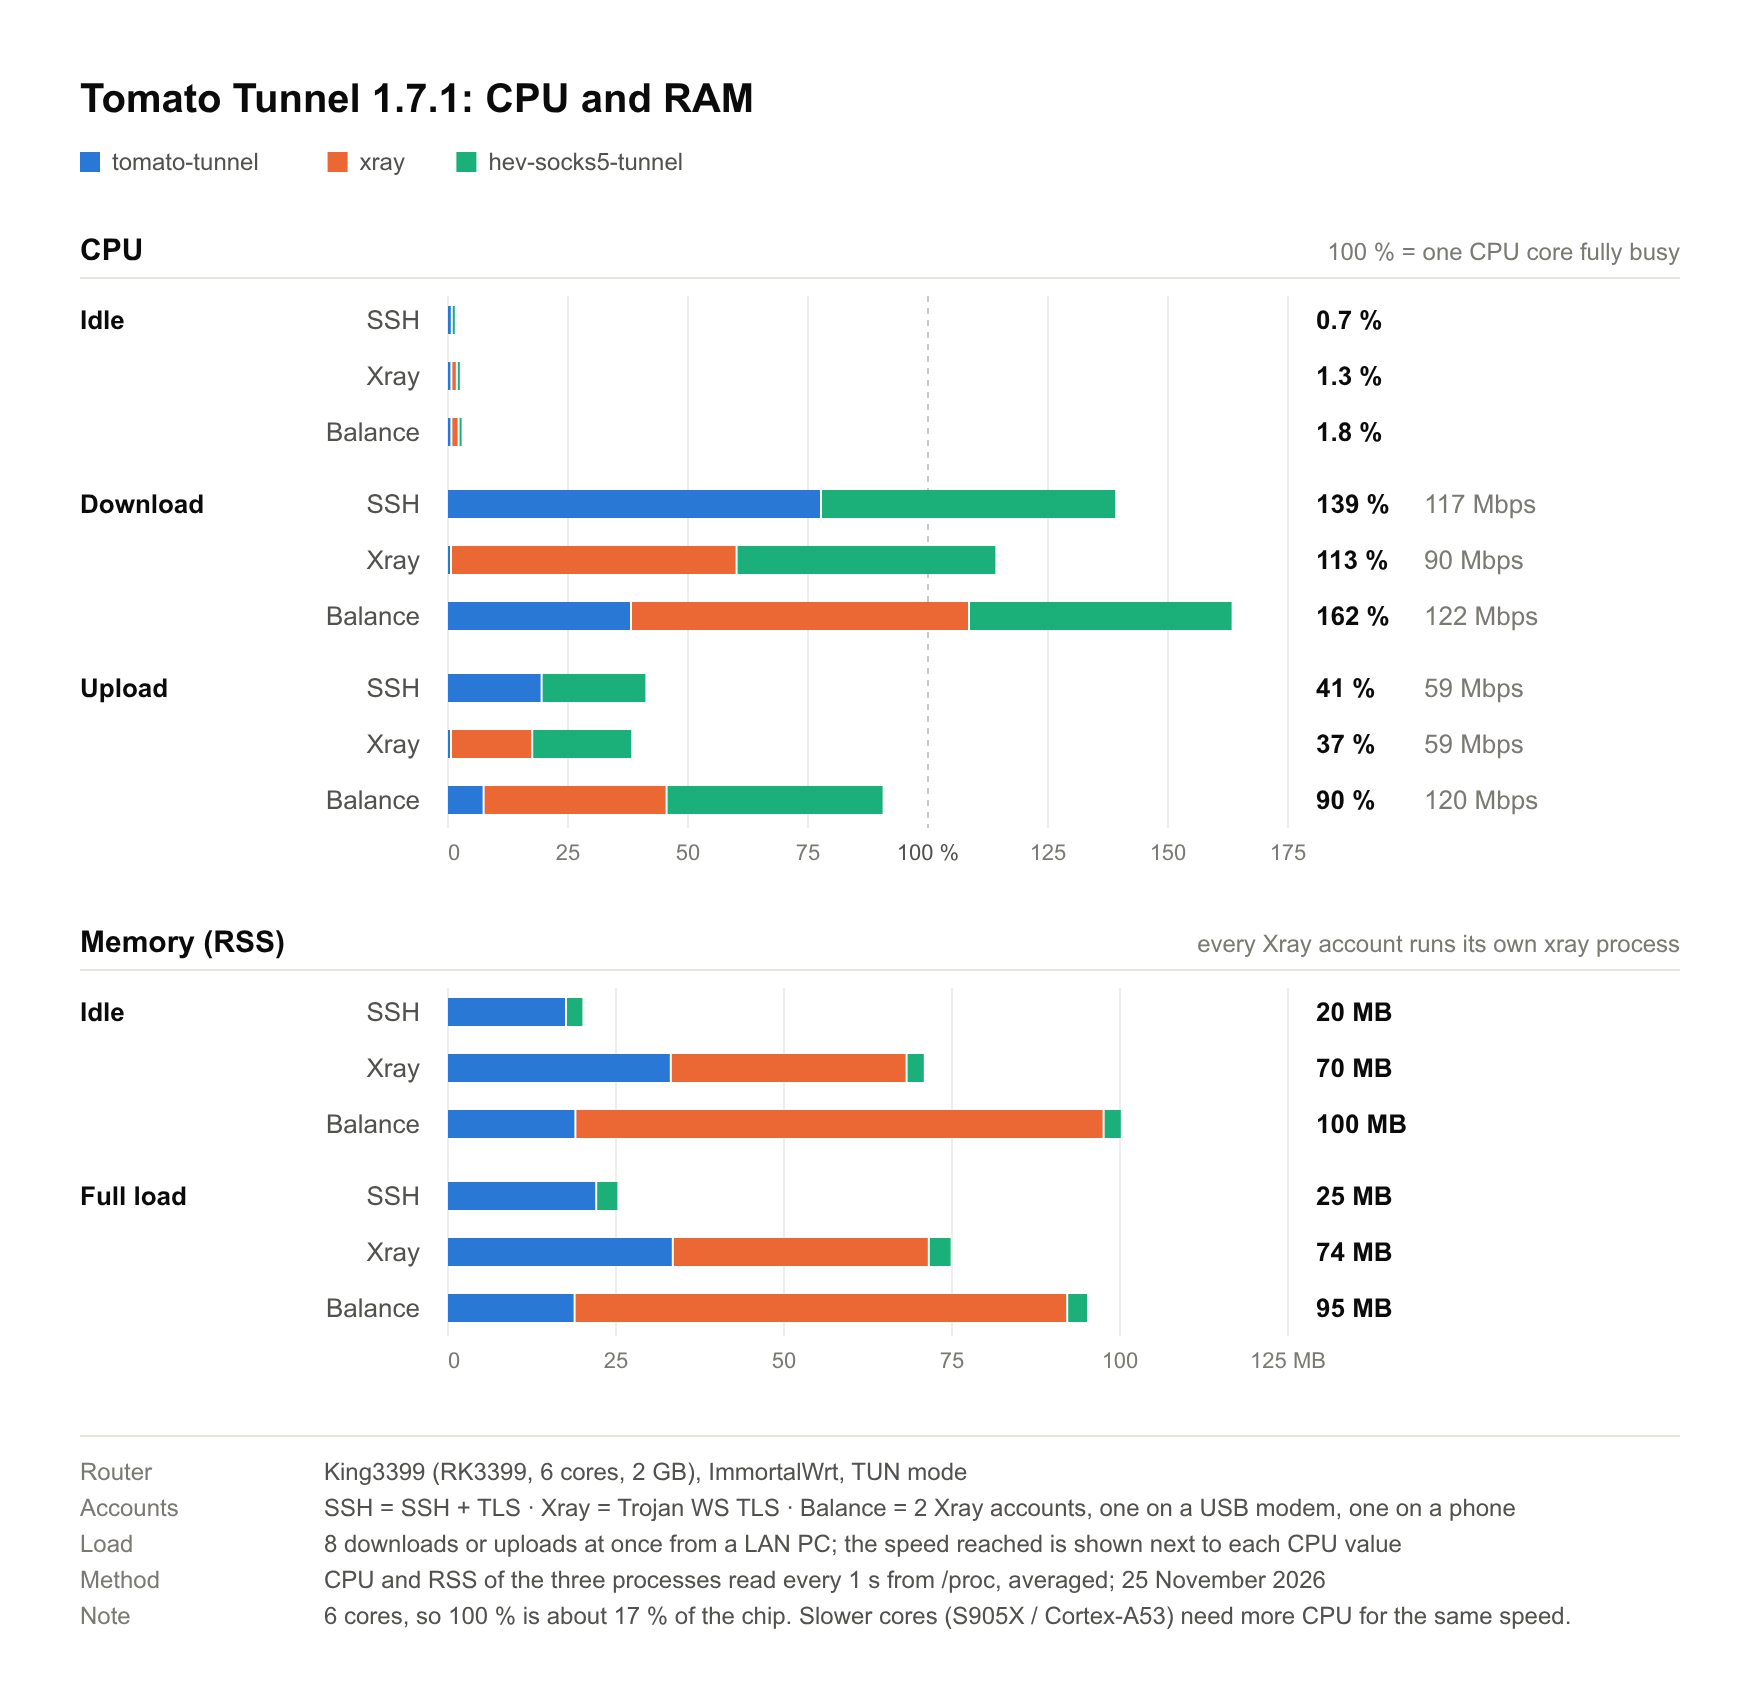 Tomato Tunnel 1.7.1: CPU and RAM
tomato-tunnel xray hev-socks5-tunnel
CPU 100 % = one CPU core fully busy
Idle SSH 0.7 %
Xray 1.3 %
Balance 1.8 %
Download SSH 139 % 117 Mbps
Xray 113 % 90 Mbps
Balance 162 % 122 Mbps
Upload SSH 41 % 59 Mbps
Xray 37 % 59 Mbps
Balance 90 % 120 Mbps
0 25 50 75 100 % 125 150 175
Memory (RSS) every Xray account runs its own xray process
Idle SSH 20 MB
Xray 70 MB
Balance 100 MB
Full load SSH 25 MB
Xray 74 MB
Balance 95 MB
0 25 50 75 100 125 MB
Router King3399 (RK3399, 6 cores, 2 GB), ImmortalWrt, TUN mode
Accounts SSH = SSH + TLS · Xray = Trojan WS TLS · Balance = 2 Xray accounts, one on a USB modem, one on a phone
Load 8 downloads or uploads at once from a LAN PC; the speed reached is shown next to each CPU value
Method CPU and RSS of the three processes read every 1 s from /proc, averaged; 25 November 2026
Note 6 cores, so 100 % is about 17 % of the chip. Slower cores (S905X / Cortex-A53) need more CPU for the same speed.